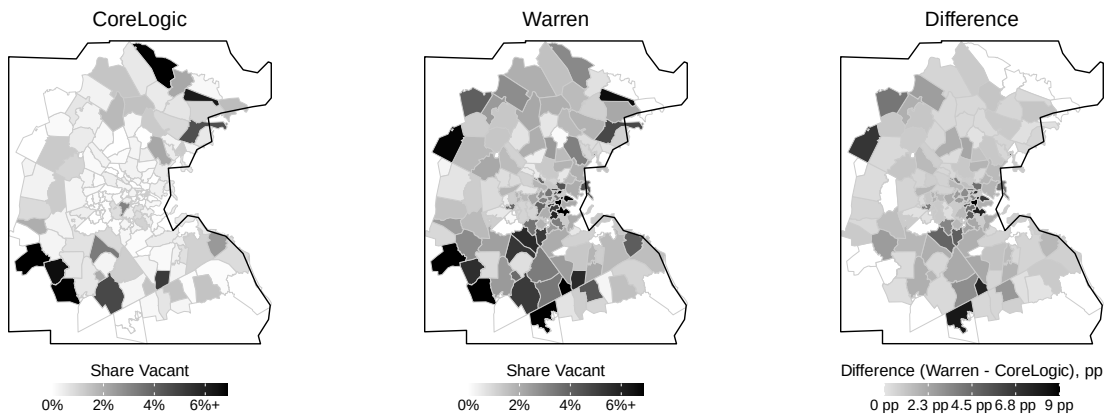 CoreLogic
Warren
Difference
Share Vacant
0% 2% 4% 6%+
Share Vacant
0% 2% 4% 6%+
Difference (Warren - CoreLogic), pp
0 pp 2.3 pp 4.5 pp 6.8 pp 9 pp